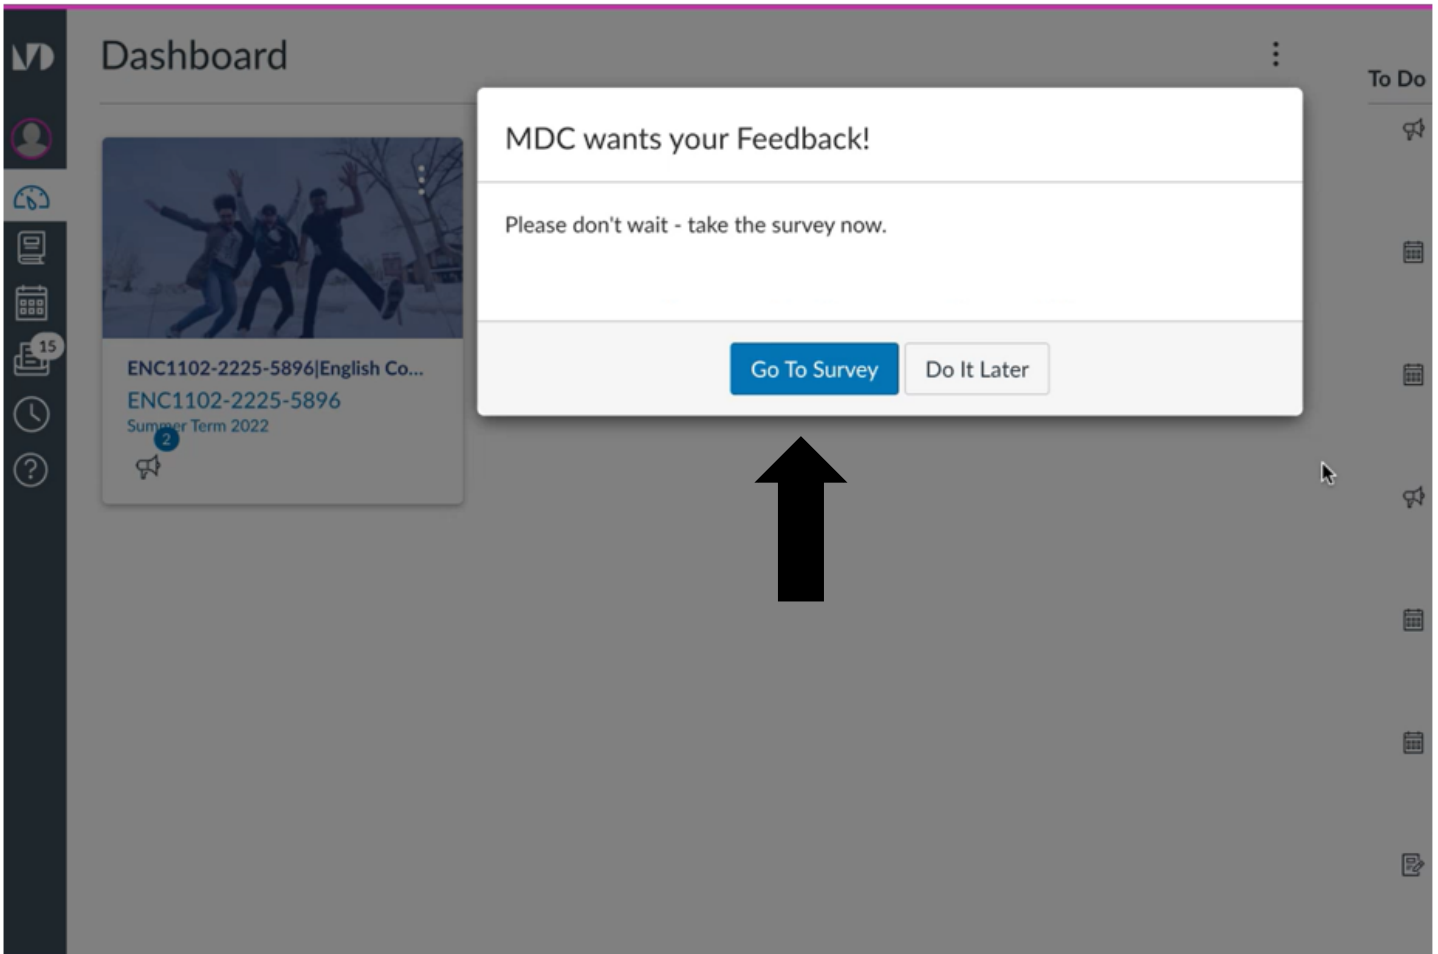 Dashboard
To Do
MDC wants your Feedback!
Please don't wait - take the survey now.
Go To Survey
Do It Later
15
ENC1102-2225-5896|English Co...
ENC1102-2225-5896
Summer Term 2022
2